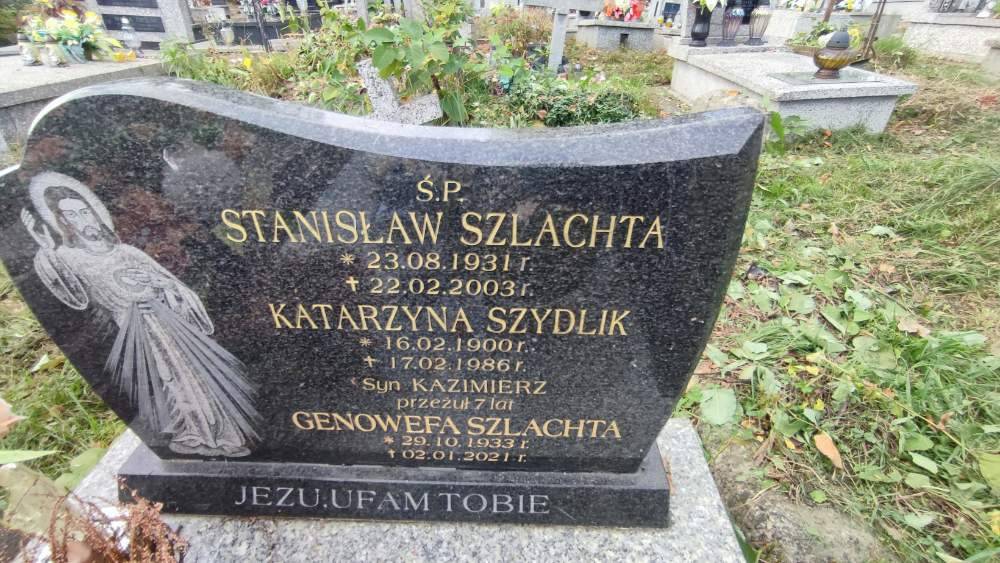 Ś.P.
STANISŁAW SZLACHTA
* 23.08.1931 r.
+ 22.02.2003 r.
KATARZYNA SZYDLIK
* 16.02.1900 r.
+ 17.02.1986 r.
Syn KAZIMIERZ
przeżuł 7 lat
GENOWEFA SZLACHTA
* 29.10.1933 r.
+ 02.01.2021 r.
JEZU,UFAM TOBIE